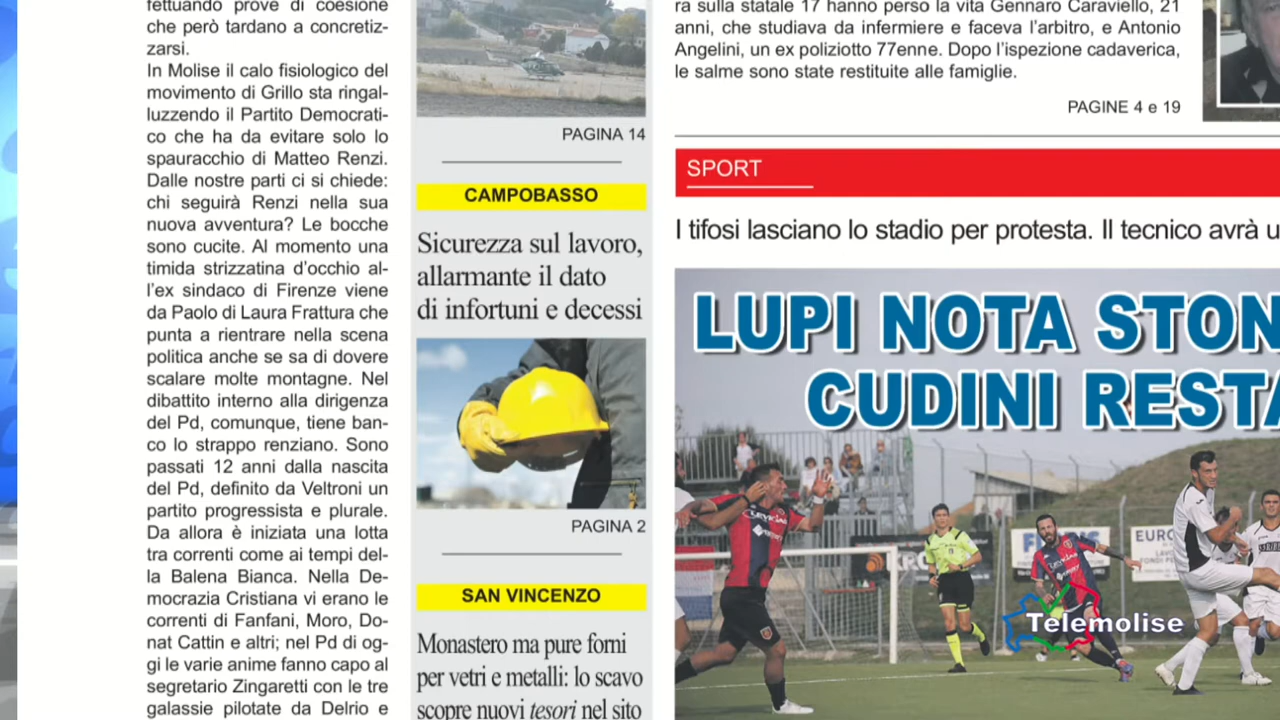 fettuando prove di coesione
che però tardano a concretiz-
zarsi.
In Molise il calo fisiologico del
movimento di Grillo sta ringal-
luzzendo il Partito Democrati-
co che ha da evitare solo lo
spauracchio di Matteo Renzi.
Dalle nostre parti ci si chiede:
chi seguirà Renzi nella sua
nuova avventura? Le bocche
sono cucite. Al momento una
timida strizzatina d'occhio al-
l'ex sindaco di Firenze viene
da Paolo di Laura Frattura che
punta a rientrare nella scena
politica anche se sa di dovere
scalare molte montagne. Nel
dibattito interno alla dirigenza
del Pd, comunque, tiene ban-
co lo strappo renziano. Sono
passati 12 anni dalla nascita
del Pd, definito da Veltroni un
partito progressista e plurale.
Da allora è iniziata una lotta
tra correnti come ai tempi del-
la Balena Bianca. Nella De-
mocrazia Cristiana vi erano le
correnti di Fanfani, Moro, Do-
nat Cattin e altri; nel Pd di og-
gi le varie anime fanno capo al
segretario Zingaretti con le tre
galassie pilotate da Delrio e
PAGINA 14
CAMPOBASSO
Sicurezza sul lavoro,
allarmante il dato
di infortuni e decessi
PAGINA 2
SAN VINCENZO
Monastero ma pure forni
per vetri e metalli: lo scavo
scopre nuovi tesori nel sito
ra sulla statale 17 hanno perso la vita Gennaro Caraviello, 21
anni, che studiava da infermiere e faceva l'arbitro, e Antonio
Angelini, un ex poliziotto 77enne. Dopo l'ispezione cadaverica,
le salme sono state restituite alle famiglie.
PAGINE 4 e 19
SPORT
I tifosi lasciano lo stadio per protesta. Il tecnico avrà u
LUPI NOTA STON
CUDINI RESTA
EURO
Telemolise